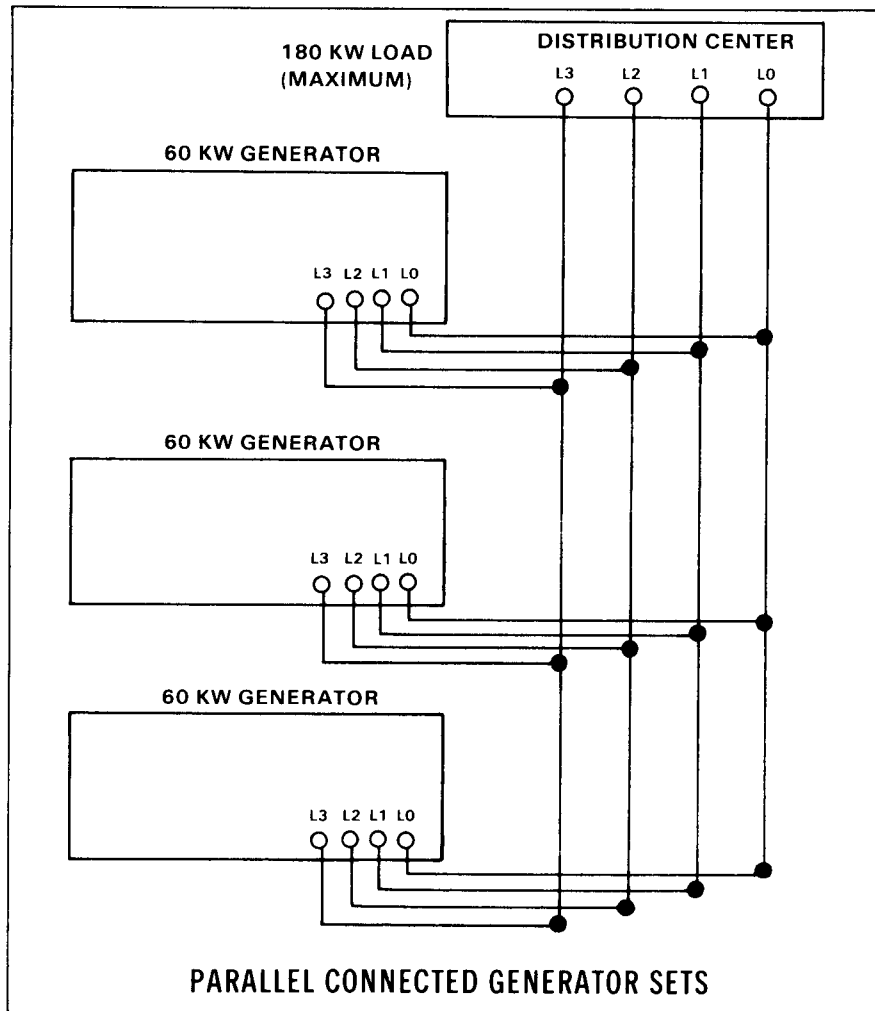 180 KW LOAD
(MAXIMUM)
DISTRIBUTION CENTER
L3 L2 L1 L0
60 KW GENERATOR
L3 L2 L1 L0
60 KW GENERATOR
L3 L2 L1 L0
60 KW GENERATOR
L3 L2 L1 L0
PARALLEL CONNECTED GENERATOR SETS